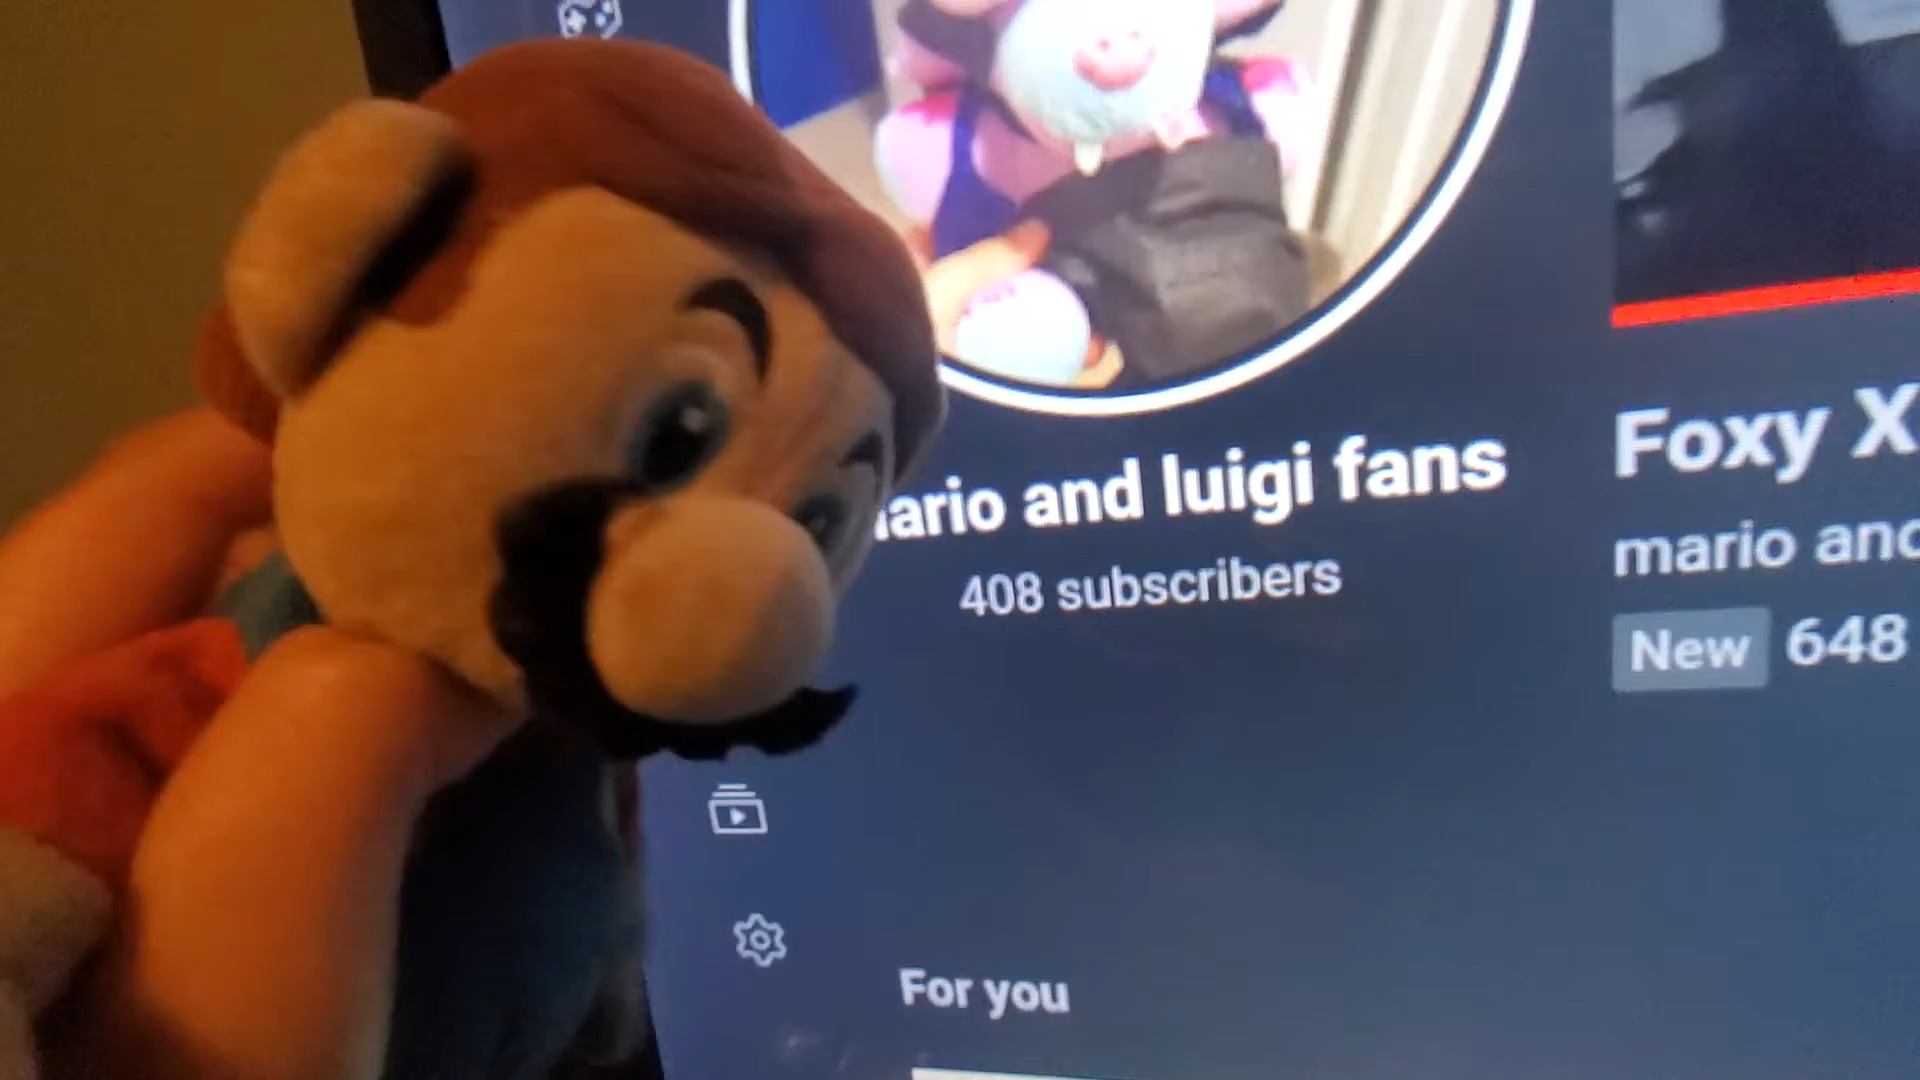 ario and luigi fans
408 subscribers
Foxy X
mario and
New 648
For you